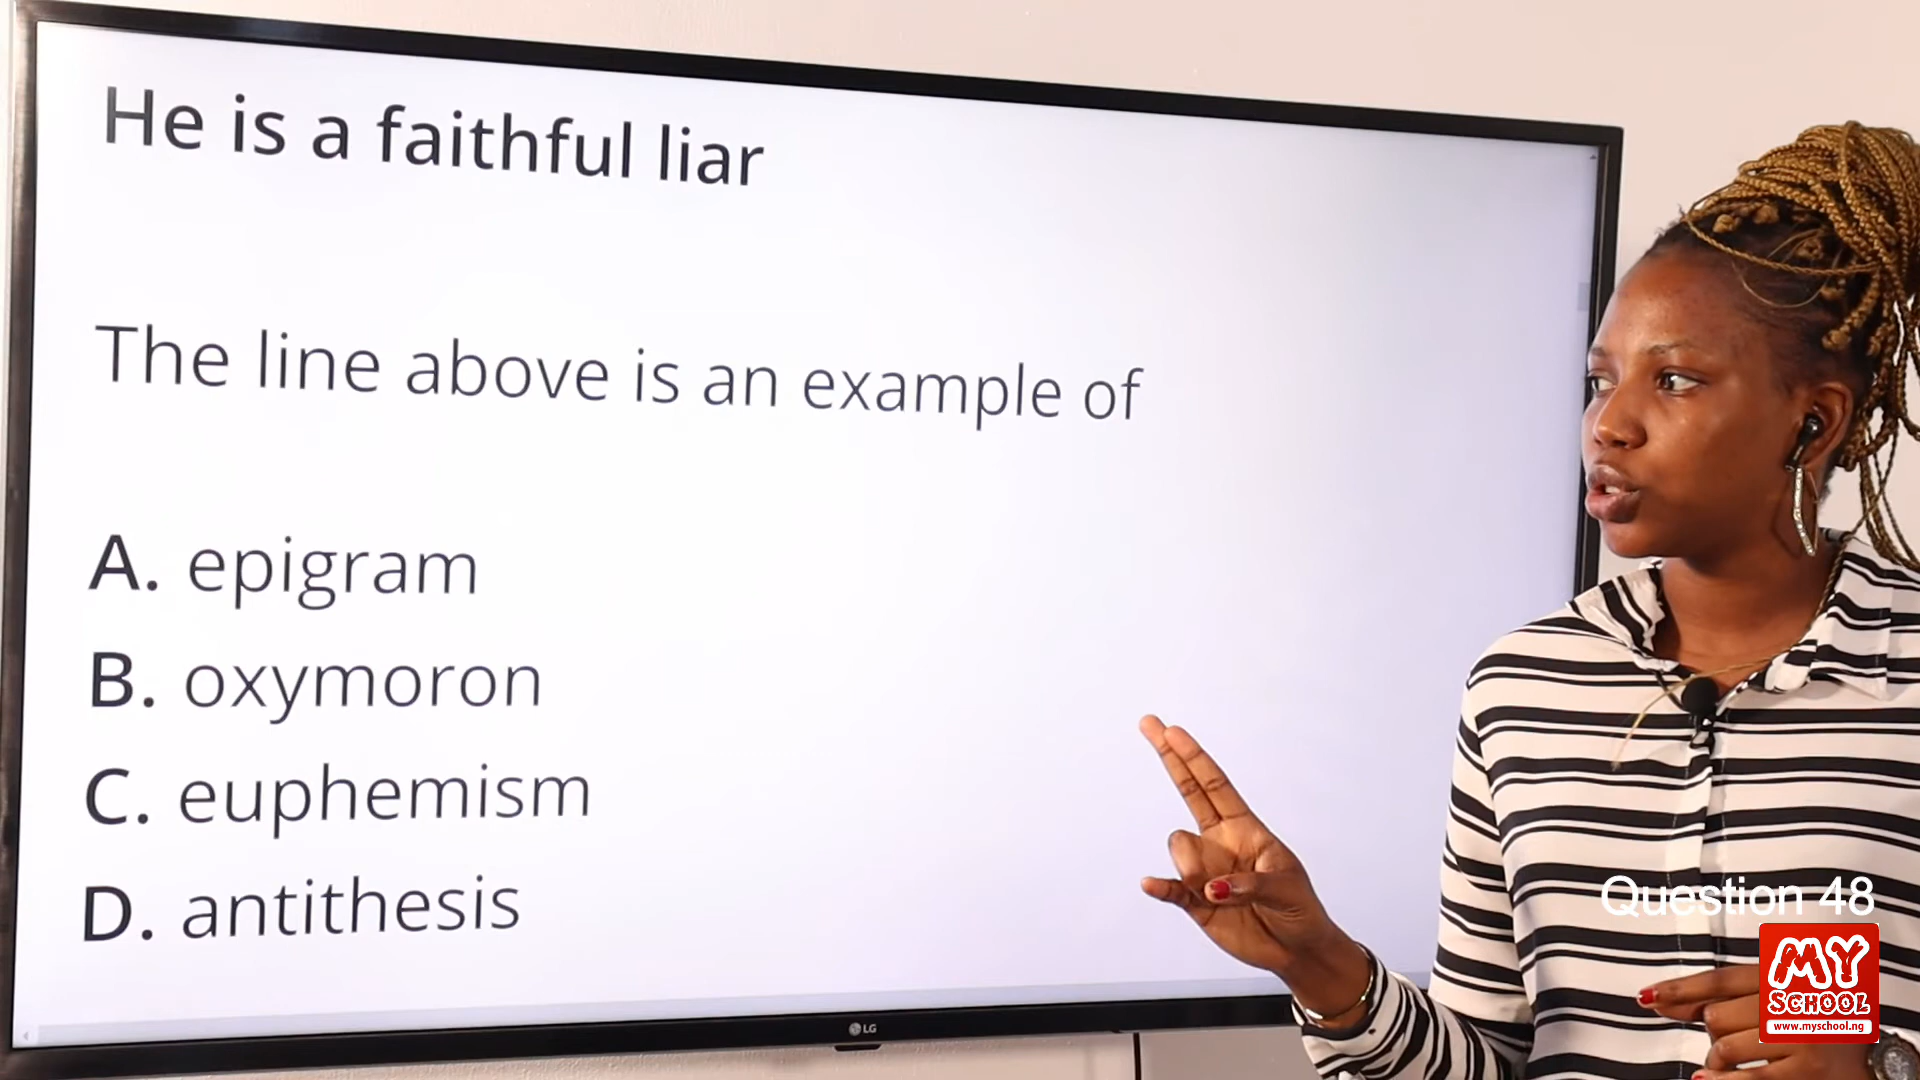 He is a faithful liar
The line above is an example of
A. epigram
B. oxymoron
C. euphemism
D. antithesis
LG
Question 48
MY
SCHOOL
www.myschool.ng